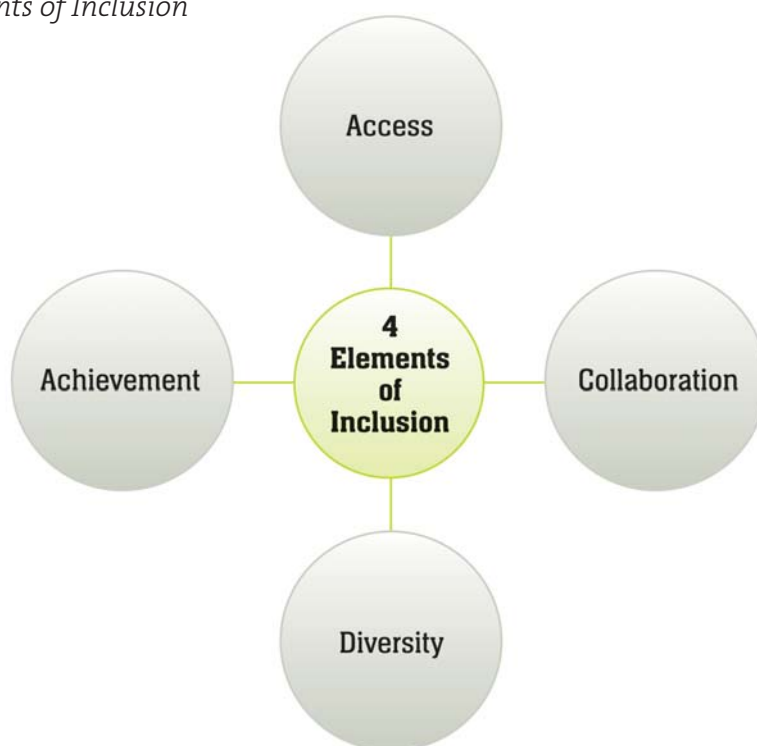 nts of Inclusion
Access
4
Elements
of
Inclusion
Achievement
Collaboration
Diversity